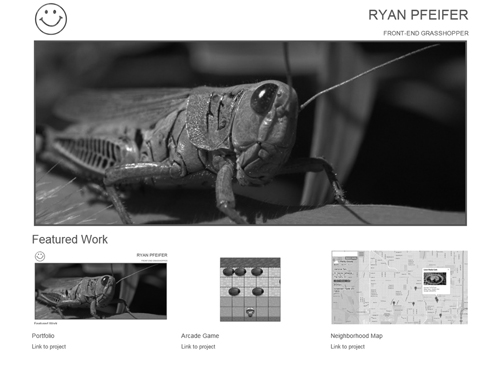 RYAN PFEIFER
FRONT-END GRASSHOPPER
Featured Work
RYAN PFEIFER
Featured Work
Portfolio
Link to project
Arcade Game
Link to project
Neighborhood Map
Link to project